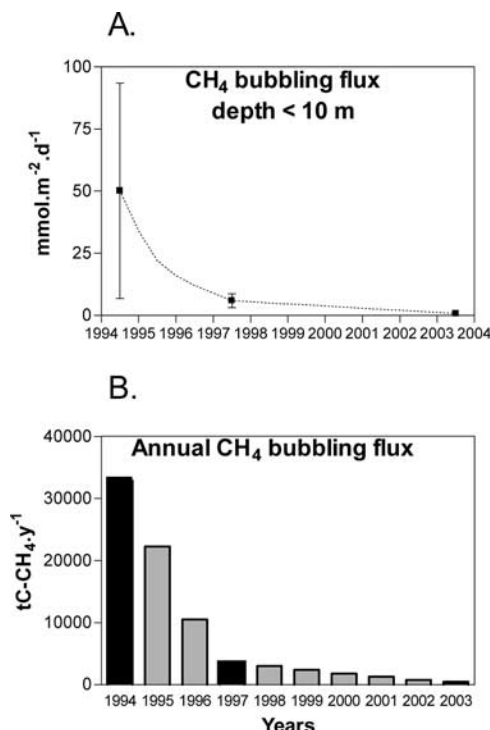 A.
CH₄ bubbling flux
depth < 10 m
mmol.m⁻².d⁻¹
100
75
50
25
0
1994 1995 1996 1997 1998 1999 2000 2001 2002 2003 2004
B.
Annual CH₄ bubbling flux
tC-CH₄.y⁻¹
40000
30000
20000
10000
0
1994 1995 1996 1997 1998 1999 2000 2001 2002 2003
Years